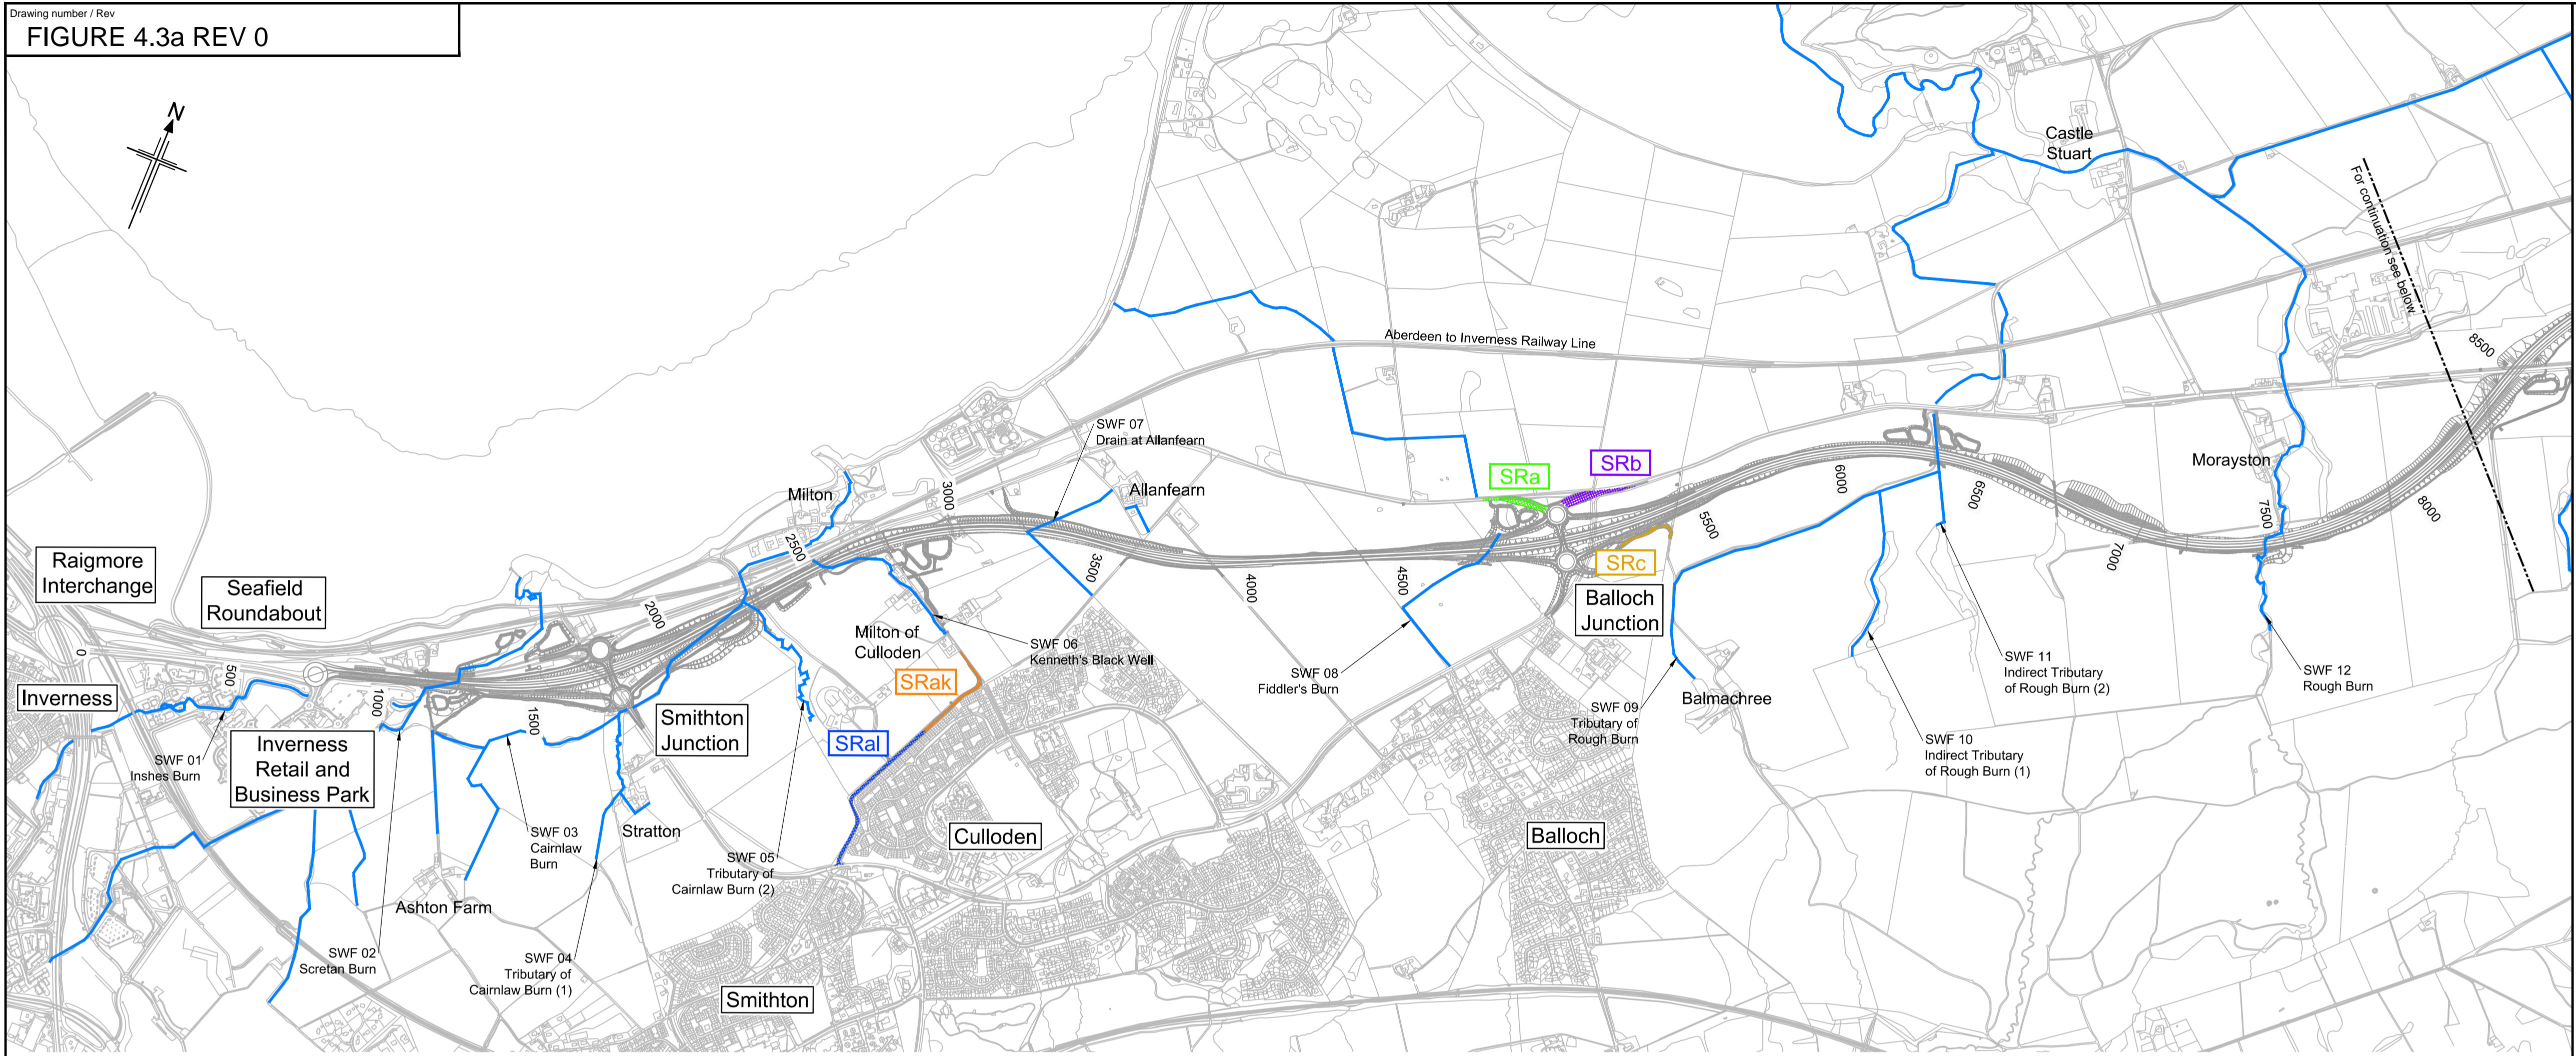 Drawing number / Rev
FIGURE 4.3a REV 0
N
Castle
Stuart
For continuation see below
Aberdeen to Inverness Railway Line
8500
SWF 07
Drain at Allanfearn
Milton
3000
Allanfearn
SRa
SRb
Morayston
6000
6500
7500
8000
2500
5500
7000
Raigmore
Interchange
Seafield
Roundabout
3500
4000
4500
SRc
Balloch
Junction
2000
Milton of
Culloden
SWF 06
Kenneth's Black Well
SRak
0
500
1000
1500
Inverness
SWF 08
Fiddler's Burn
SWF 11
Indirect Tributary
of Rough Burn (2)
SWF 12
Rough Burn
Smithton
Junction
SWF 09
Tributary of
Rough Burn
Balmachree
SRal
SWF 01
Inshes Burn
Inverness
Retail and
Business Park
SWF 10
Indirect Tributary
of Rough Burn (1)
SWF 03
Cairnlaw
Burn
Stratton
Culloden
Balloch
SWF 05
Tributary of
Cairnlaw Burn (2)
Ashton Farm
SWF 02
Scretan Burn
SWF 04
Tributary of
Cairnlaw Burn (1)
Smithton